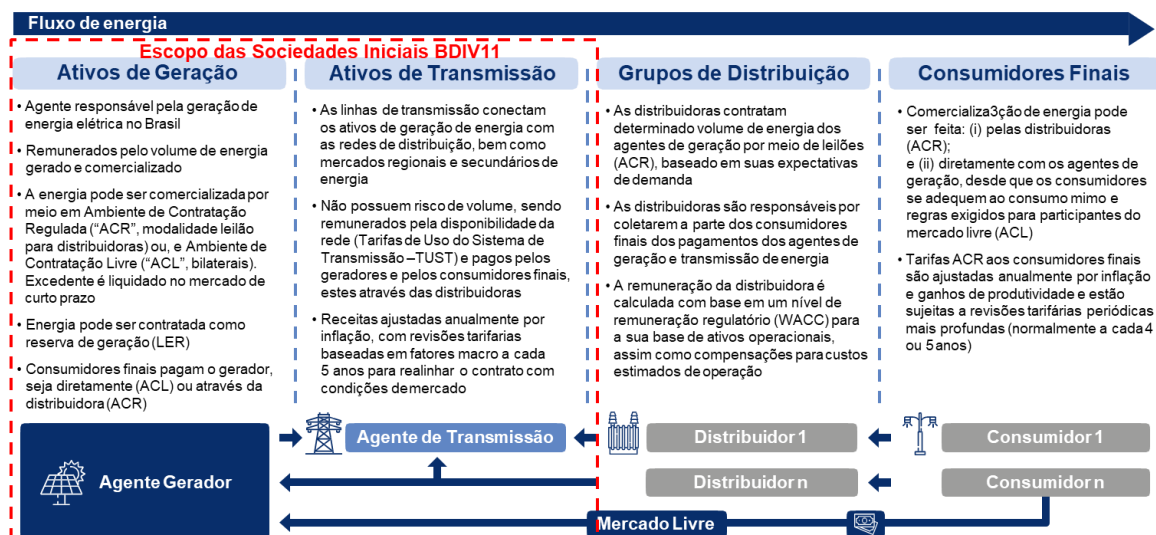 Fluxo de energia
Escopo das Sociedades Iniciais BDIV11
Ativos de Geração
• Agente responsável pela geração de
energia elétrica no Brasil
• Remunerados pelo volume de energia
gerado e comercializado
• A energia pode ser comercializada por
meio em Ambiente de Contratação
Regulada (“ACR”, modalidade leilão
para distribuidoras) ou, e Ambiente de
Contratação Livre (“ACL”, bilaterais).
Excedente é liquidado no mercado de
curto prazo
• Energia pode ser contratada como
reserva de geração (LER)
• Consumidores finais pagam o gerador,
seja diretamente (ACL) ou através da
distribuidora (ACR)
Ativos de Transmissão
• As linhas de transmissão conectam
os ativos de geração de energia com
as redes de distribuição, bem como
mercados regionais e secundários de
energia
• Não possuem risco de volume, sendo
remunerados pela disponibilidade da
rede (Tarifas de Uso do Sistema de
Transmissão –TUST) e pagos pelos
geradores e pelos consumidores finais,
estes através das distribuidoras
• Receitas ajustadas anualmente por
inflação, com revisões tarifarias
baseadas em fatores macro a cada
5 anos para realinhar o contrato com
condições de mercado
Grupos de Distribuição
• As distribuidoras contratam
determinado volume de energia dos
agentes de geração por meio de leilões
(ACR), baseado em suas expectativas
de demanda
• As distribuidoras são responsáveis por
coletarem a parte dos consumidores
finais dos pagamentos dos agentes de
geração e transmissão de energia
• A remuneração da distribuidora é
calculada com base em um nível de
remuneração regulatório (WACC) para
a sua base de ativos operacionais,
assim como compensações para custos
estimados de operação
Consumidores Finais
• Comercializa3ção de energia pode
ser feita: (i) pelas distribuidoras
(ACR);
e (ii) diretamente com os agentes de
geração, desde que os consumidores
se adequem ao consumo mimo e
regras exigidos para participantes do
mercado livre (ACL)
• Tarifas ACR aos consumidores finais
são ajustadas anualmente por inflação
e ganhos de produtividade e estão
sujeitas a revisões tarifárias periódicas
mais profundas (normalmente a cada 4
ou 5 anos)
Agente Gerador
Agente de Transmissão
Distribuidor 1
Consumidor 1
Distribuidor n
Consumidor n
Mercado Livre